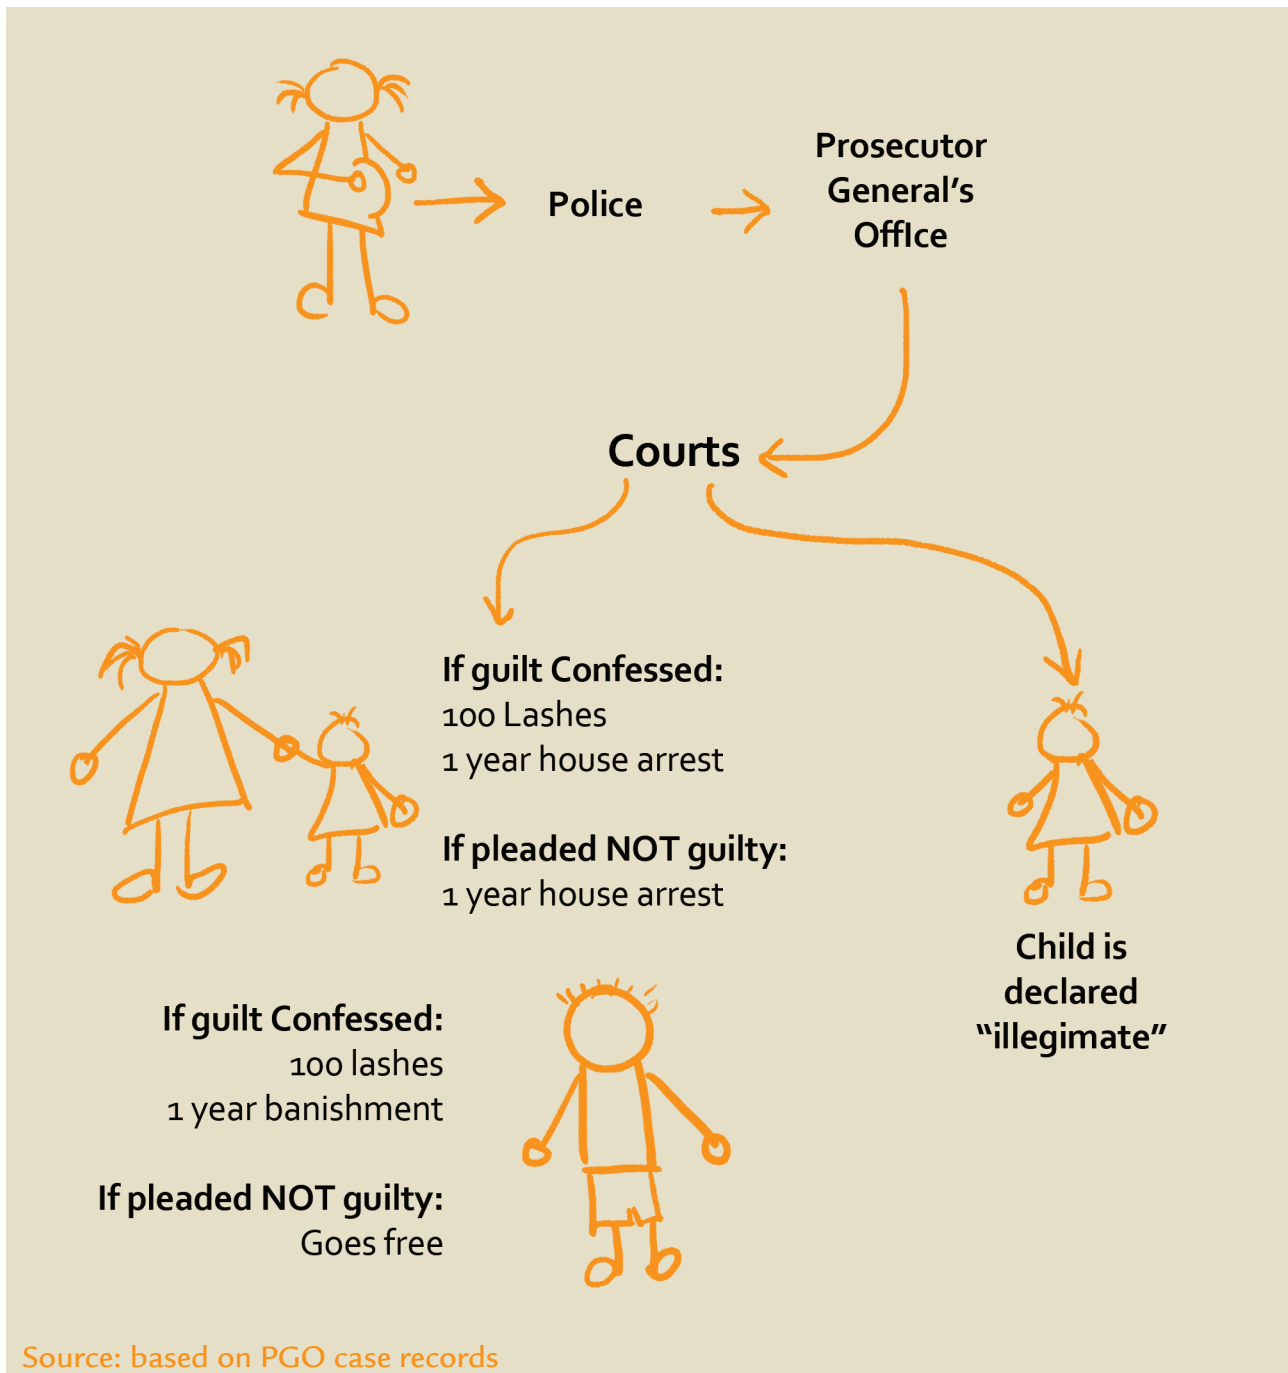 Police
Prosecutor
General's
OffIce
Courts
If guilt Confessed:
100 Lashes
1 year house arrest
If pleaded NOT guilty:
1 year house arrest
Child is
declared
“illegimate”
If guilt Confessed:
100 lashes
1 year banishment
If pleaded NOT guilty:
Goes free
Source: based on PGO case records